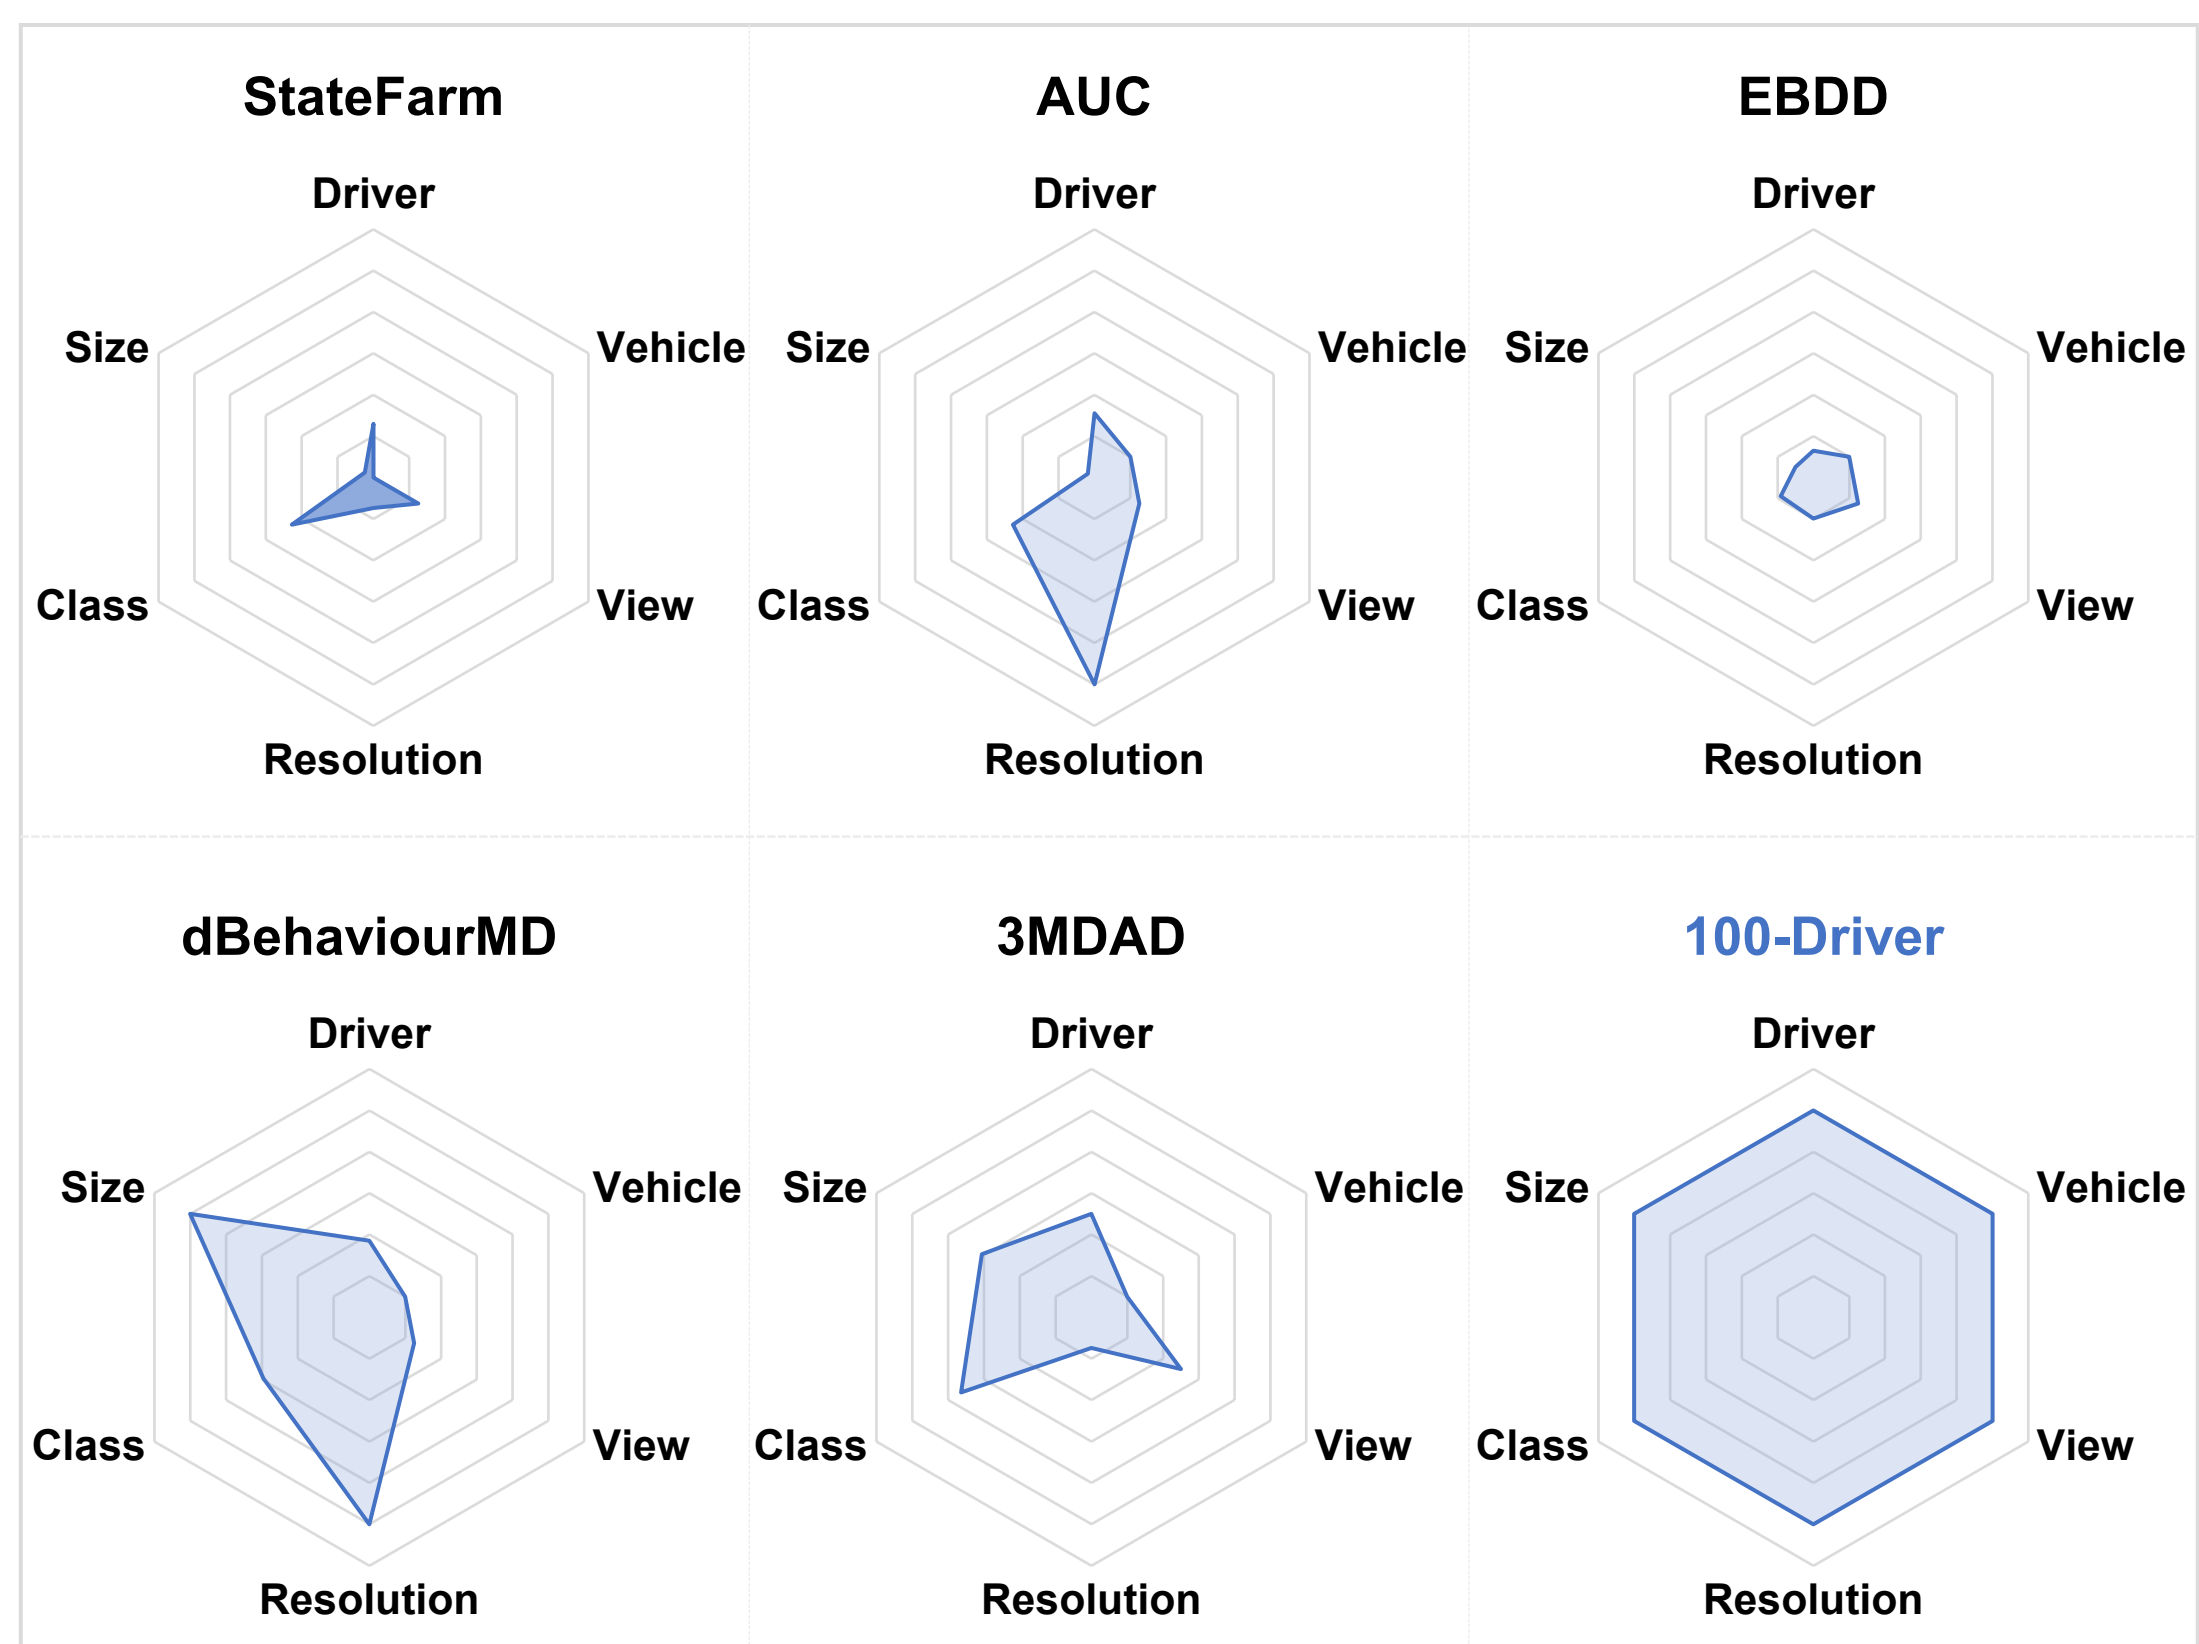 StateFarm
Driver
Size
Vehicle
Class
View
Resolution
AUC
Driver
Size
Vehicle
Class
View
Resolution
EBDD
Driver
Size
Vehicle
Class
View
Resolution
dBehaviourMD
Driver
Size
Vehicle
Class
View
Resolution
3MDAD
Driver
Size
Vehicle
Class
View
Resolution
100-Driver
Driver
Size
Vehicle
Class
View
Resolution